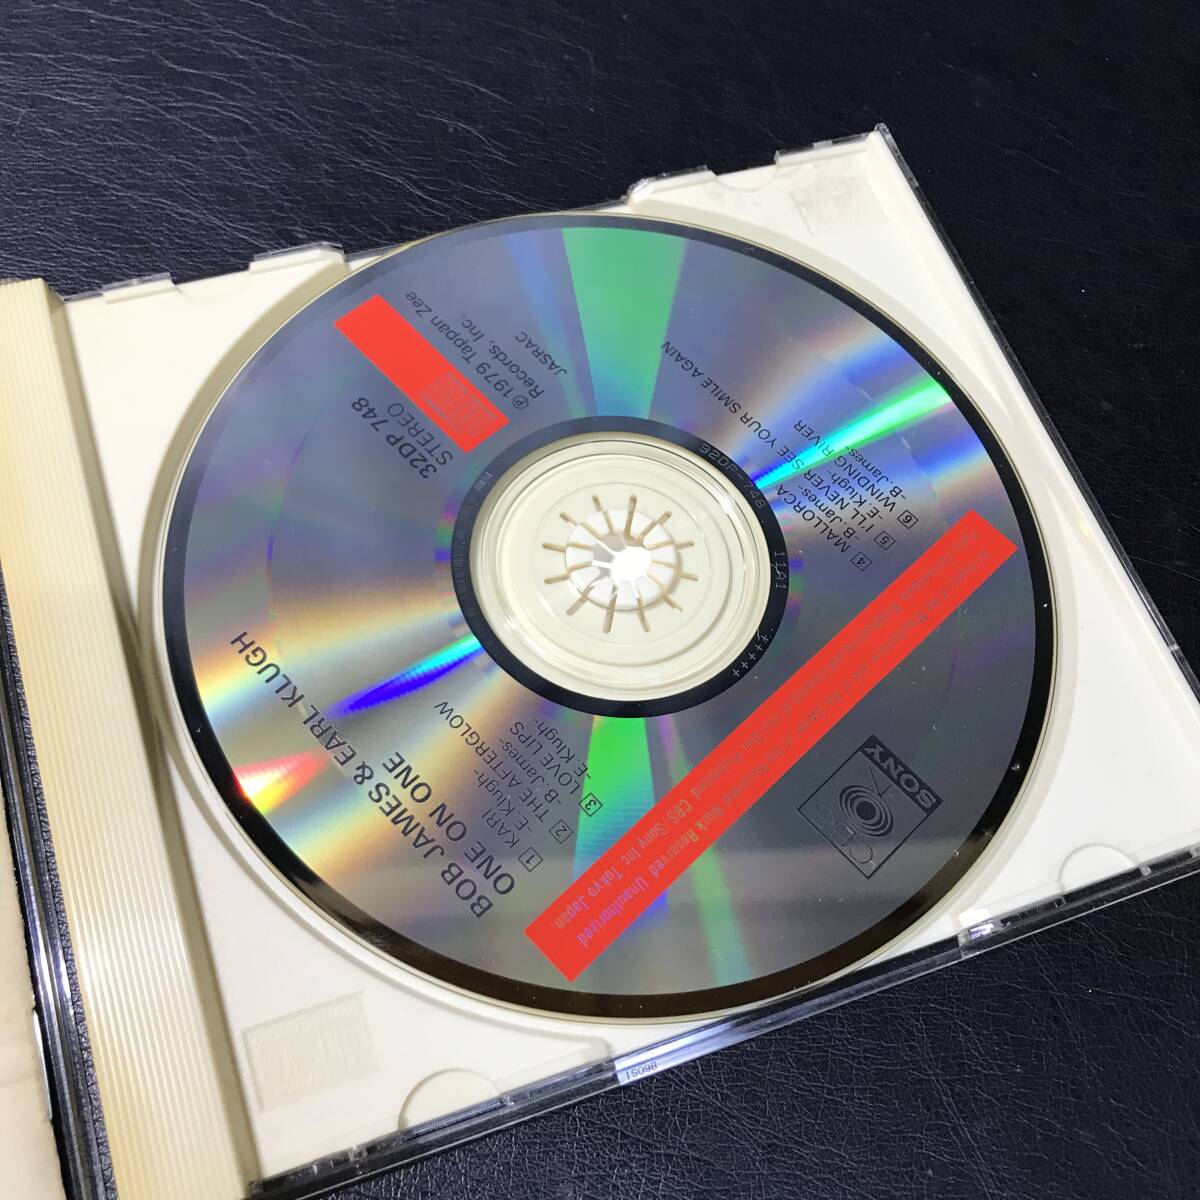 BOB JAMES & EARL KLUGH
ONE ON ONE
1 KARI
-E. Klugh-
2 THE AFTERGLOW
-B. James-
3 LOVE LIPS
-E. Klugh-
4 MALLORCA
-B. James-
5 I'LL NEVER SEE YOUR SMILE AGAIN
-E. Klugh-
6 WINDING RIVER
-B. James-
32DP 748
STEREO
Ⓟ 1979 Tappan Zee
Records, Inc.
JASRAC
CBS
SONY
All Rights of the Manufacturer and of the Owner of the Recorded Work Reserved Unauthorized
CBS/Sony Inc. Tokyo Japan.
32DP-748 11A1 +++++
86051